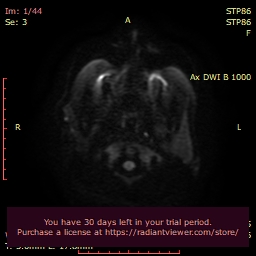 Im: 1/44
Se: 3
STP86
STP86
F
A
Ax DWI B 1000
R
L
You have 30 days left in your trial period.
Purchase a license at https://radiantviewer.com/store/